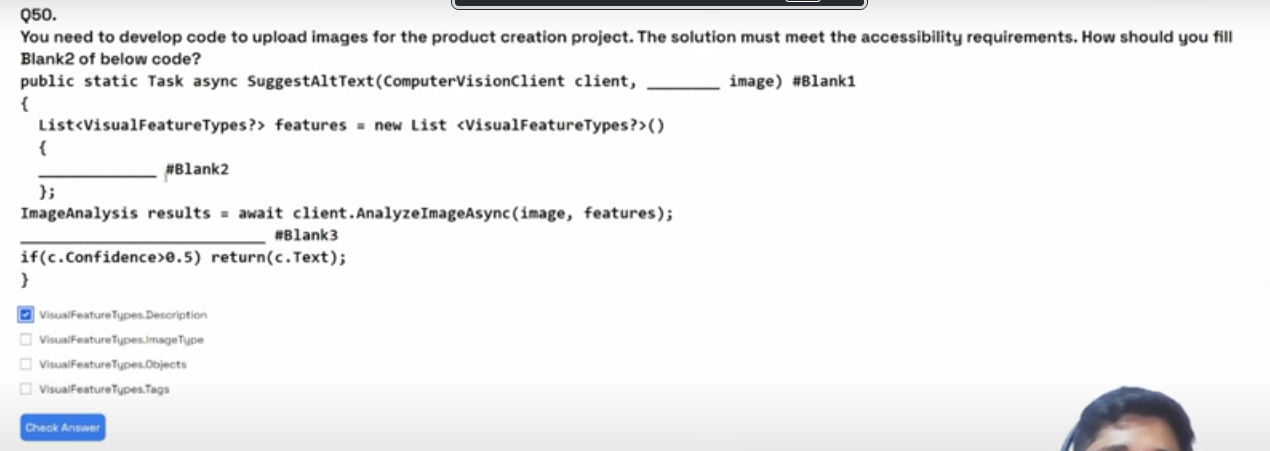 Q50.
You need to develop code to upload images for the product creation project. The solution must meet the accessibility requirements. How should you fill
Blank2 of below code?
public static Task async SuggestAltText(ComputerVisionClient client, ________ image) #Blank1
{
List<VisualFeatureTypes?> features = new List <VisualFeatureTypes?>()
{
_____________ #Blank2
};
ImageAnalysis results = await client.AnalyzeImageAsync(image, features);
___________________________ #Blank3
if(c.Confidence>0.5) return(c.Text);
}
VisualFeatureTypes.Description
VisualFeatureTypes.ImageType
VisualFeatureTypes.Objects
VisualFeatureTypes.Tags
Check Answer